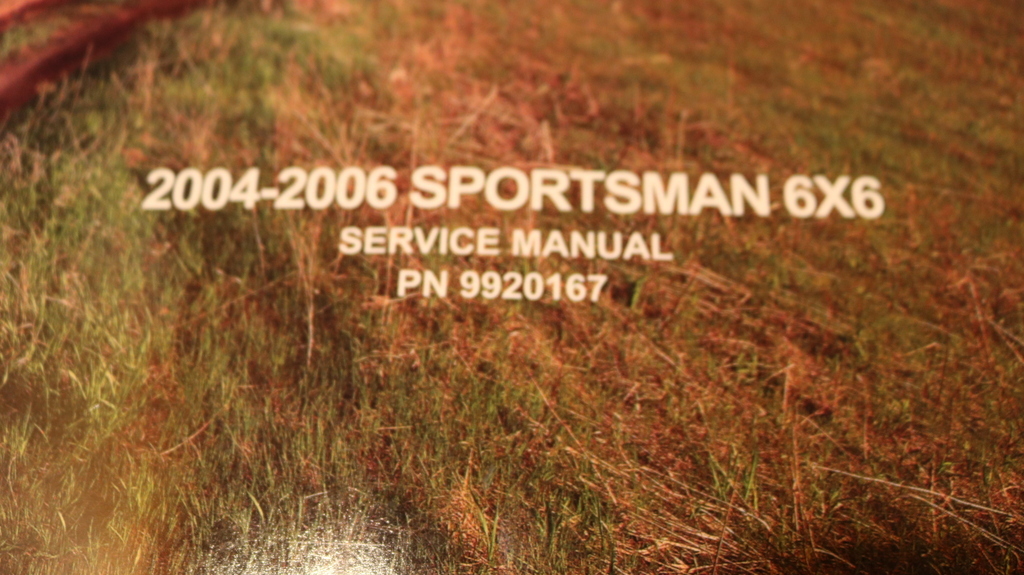 2004-2006 SPORTSMAN 6X6
SERVICE MANUAL
PN 9920167